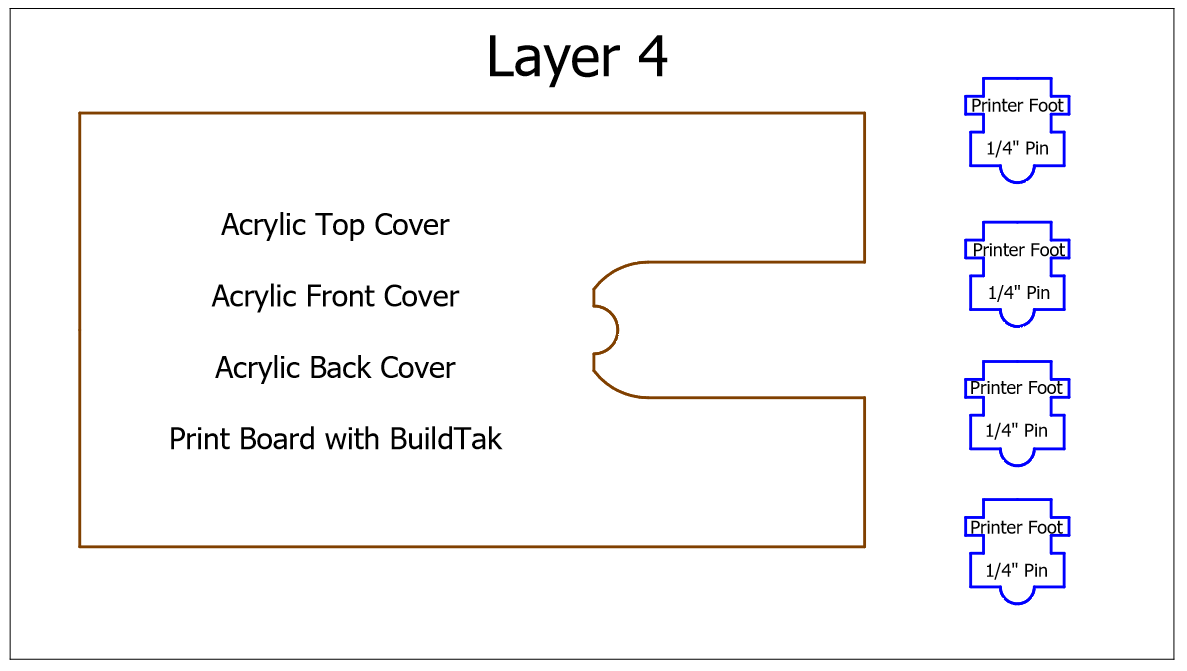 Layer 4
Acrylic Top Cover
Acrylic Front Cover
Acrylic Back Cover
Print Board with BuildTak
Printer Foot
1/4" Pin
Printer Foot
1/4" Pin
Printer Foot
1/4" Pin
Printer Foot
1/4" Pin